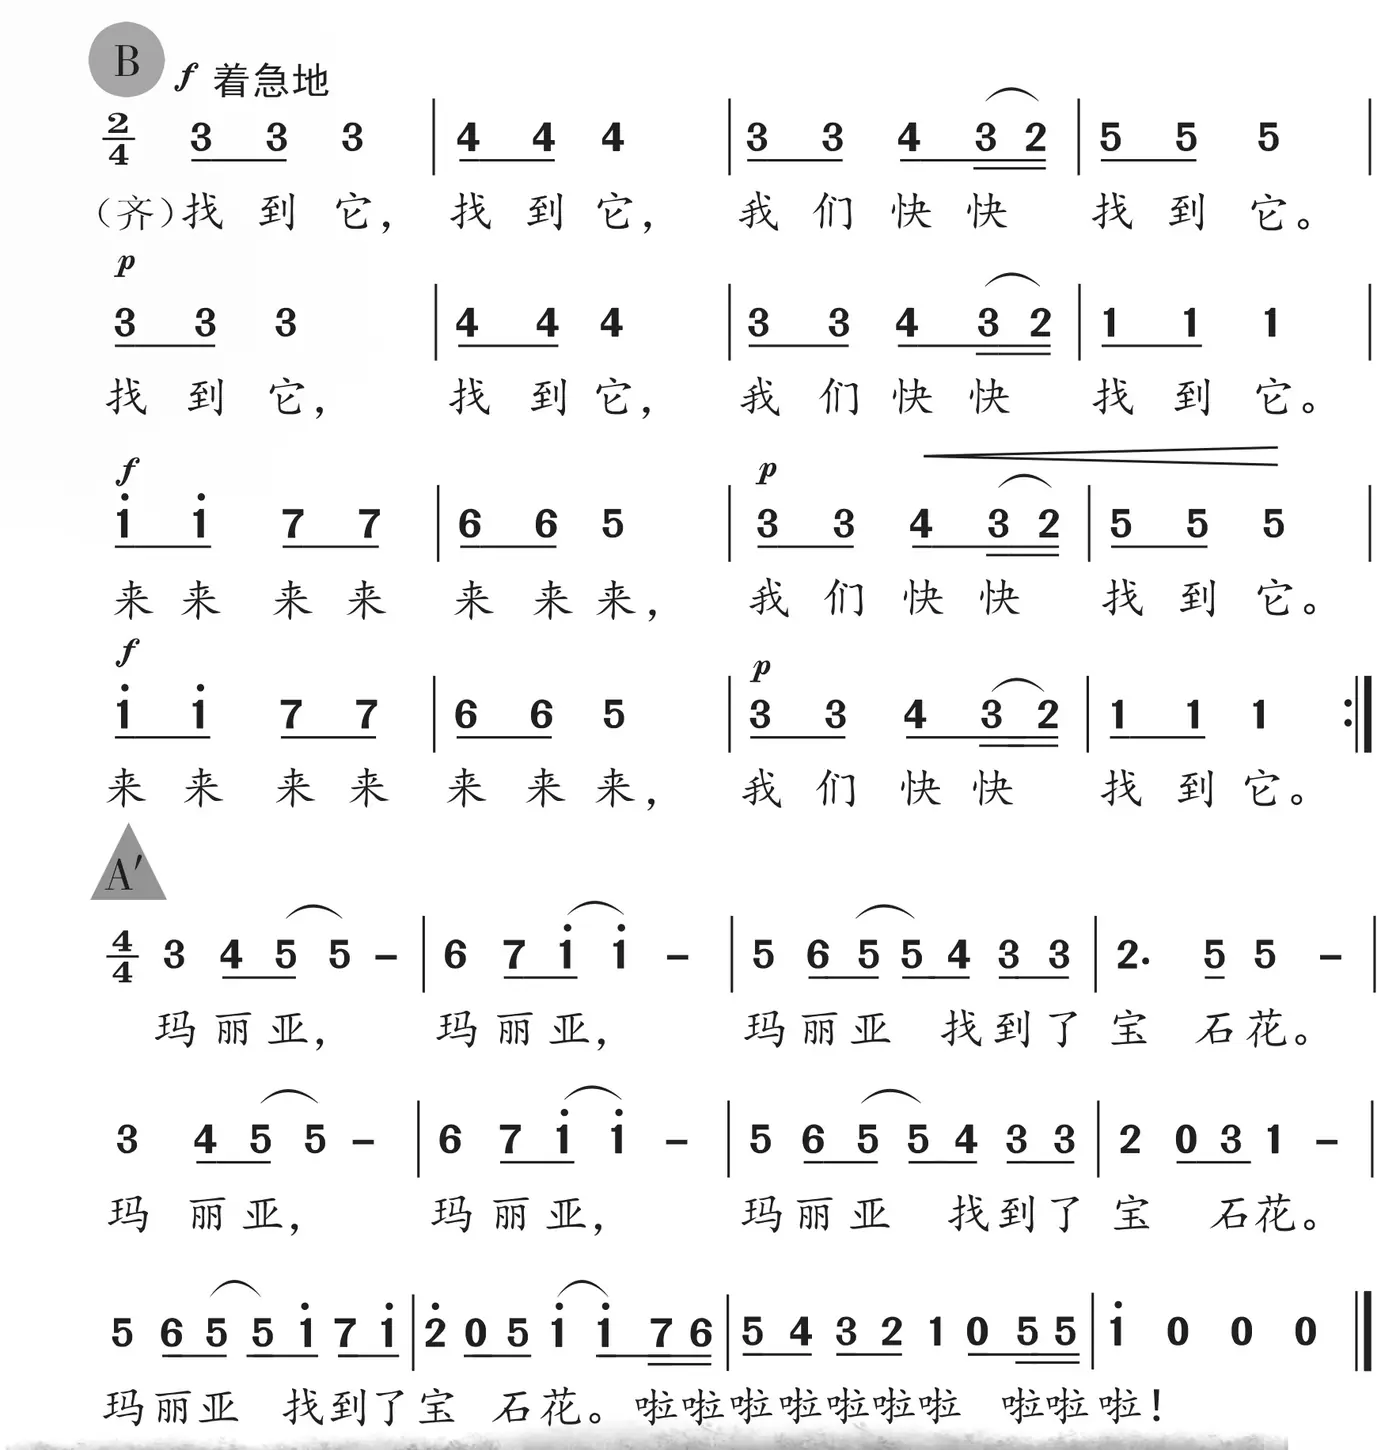 B f 着急地
2/4 3 3 3 | 4 4 4 | 3 3 4 3 2 | 5 5 5 |
（齐）找 到 它， 找 到 它， 我 们 快 快 找 到 它。
p
3 3 3 | 4 4 4 | 3 3 4 3 2 | 1 1 1 |
找 到 它， 找 到 它， 我 们 快 快 找 到 它。
f p
i i 7 7 | 6 6 5 | 3 3 4 3 2 | 5 5 5 |
来 来 来 来 来 来 来， 我 们 快 快 找 到 它。
f p
i i 7 7 | 6 6 5 | 3 3 4 3 2 | 1 1 1 :‖
来 来 来 来 来 来 来， 我 们 快 快 找 到 它。
A′
4/4 3 4 5 5 – | 6 7 i i – | 5 6 5 5 4 3 3 | 2. 5 5 – |
玛 丽 亚， 玛 丽 亚， 玛 丽 亚 找 到 了 宝 石 花。
3 4 5 5 – | 6 7 i i – | 5 6 5 5 4 3 3 | 2 0 3 1 – |
玛 丽 亚， 玛 丽 亚， 玛 丽 亚 找 到 了 宝 石 花。
5 6 5 5 i 7 i | 2̇ 0 5 i i 7 6 | 5 4 3 2 1 0 5 5 | i 0 0 0 ‖
玛 丽 亚 找 到 了 宝 石 花。 啦 啦 啦 啦 啦 啦 啦 啦 啦 啦！